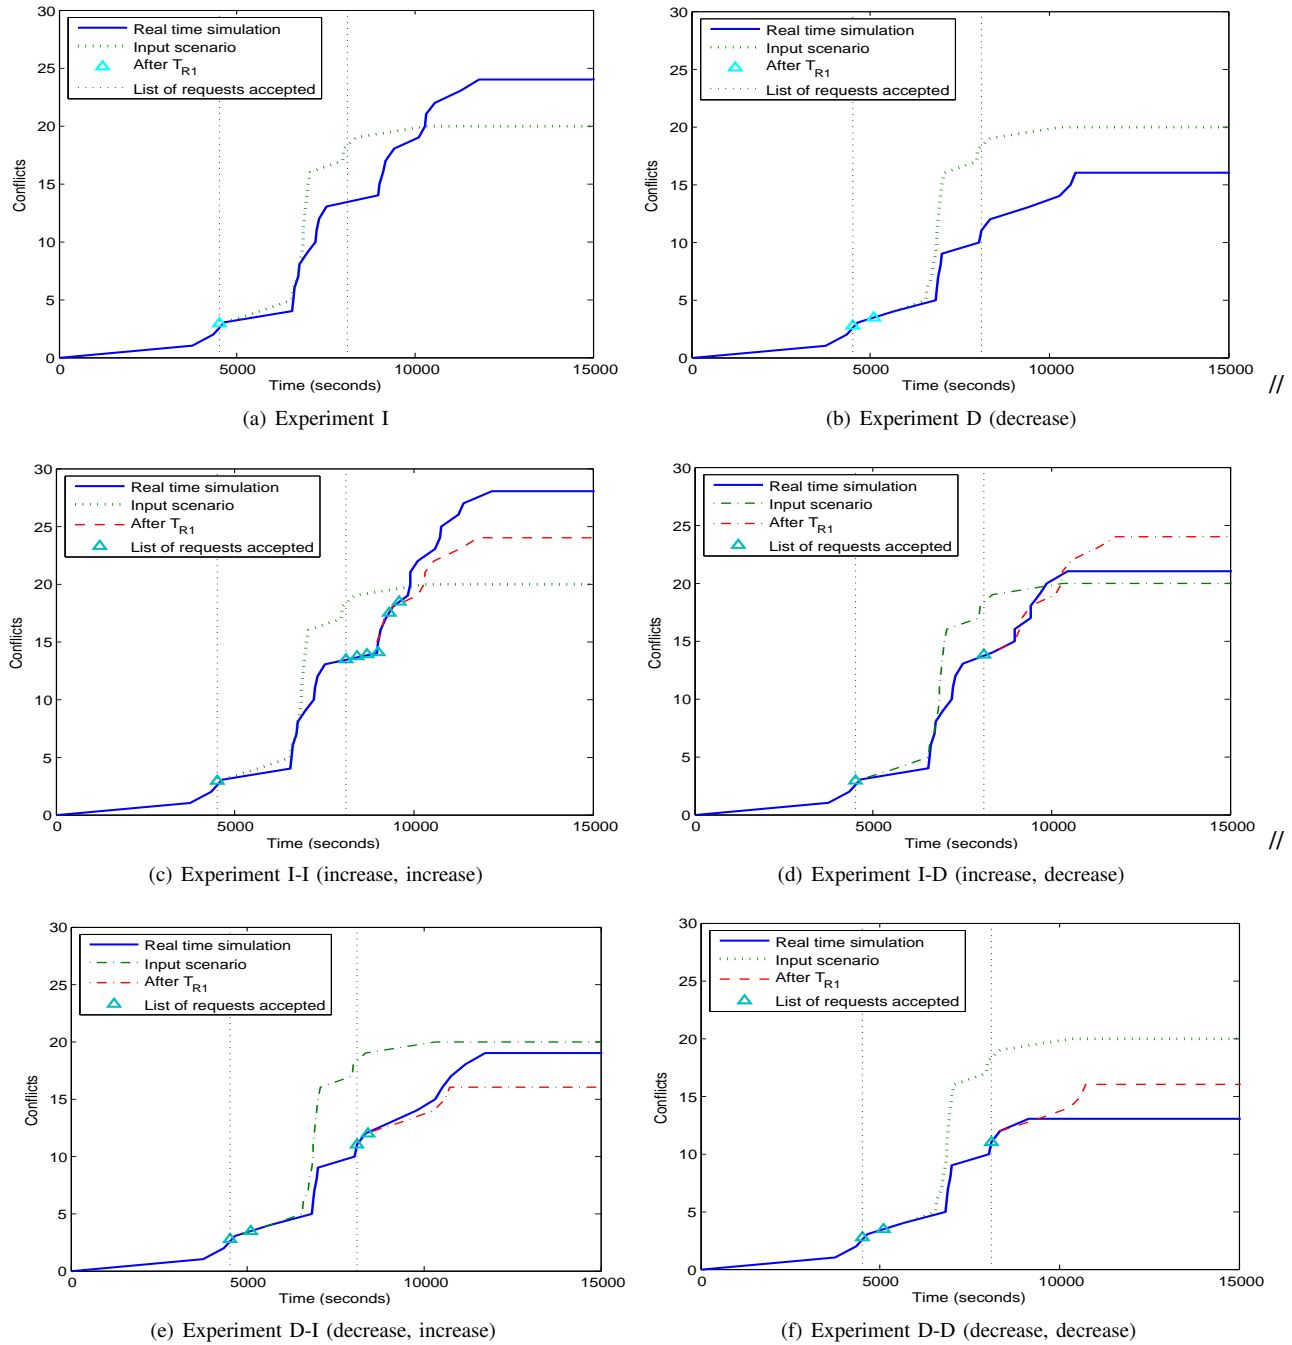 30
25
20
15
10
5
0
Conflicts
Real time simulation
Input scenario
After T_R1
List of requests accepted
0 5000 10000 15000
Time (seconds)
(a) Experiment I
30
25
20
15
10
5
0
Conflicts
Real time simulation
Input scenario
After T_R1
List of requests accepted
0 5000 10000 15000
Time (seconds)
//
(b) Experiment D (decrease)
30
25
20
15
10
5
0
Conflicts
Real time simulation
Input scenario
After T_R1
List of requests accepted
0 5000 10000 15000
Time (seconds)
(c) Experiment I-I (increase, increase)
30
25
20
15
10
5
0
Conflicts
Real time simulation
Input scenario
After T_R1
List of requests accepted
0 5000 10000 15000
Time (seconds)
//
(d) Experiment I-D (increase, decrease)
30
25
20
15
10
5
0
Conflicts
Real time simulation
Input scenario
After T_R1
List of requests accepted
0 5000 10000 15000
Time (seconds)
(e) Experiment D-I (decrease, increase)
30
25
20
15
10
5
0
Conflicts
Real time simulation
Input scenario
After T_R1
List of requests accepted
0 5000 10000 15000
Time (seconds)
(f) Experiment D-D (decrease, decrease)